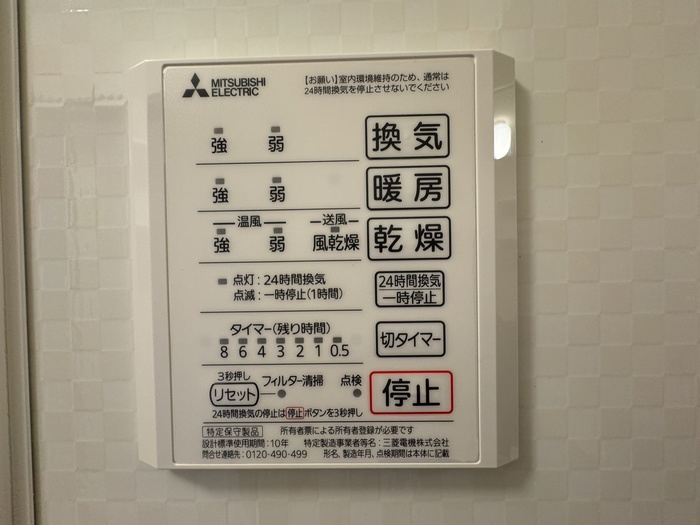 MITSUBISHI
ELECTRIC
【お願い】室内環境維持のため、通常は
24時間換気を停止させないでください
強 弱 換気
強 弱 暖房
温風 送風
強 弱 風乾燥 乾燥
点灯：24時間換気
点滅：一時停止(1時間)
24時間換気
一時停止
タイマー(残り時間)
8 6 4 3 2 1 0.5
切タイマー
3秒押し
リセット フィルター清掃 点検
停止
24時間換気の停止は停止ボタンを3秒押し
特定保守製品 所有者票による所有者登録が必要です
設計標準使用期間：10年 特定製造事業者等名：三菱電機株式会社
問合せ連絡先：0120-490-499 形名、製造年月、点検期間は本体に記載